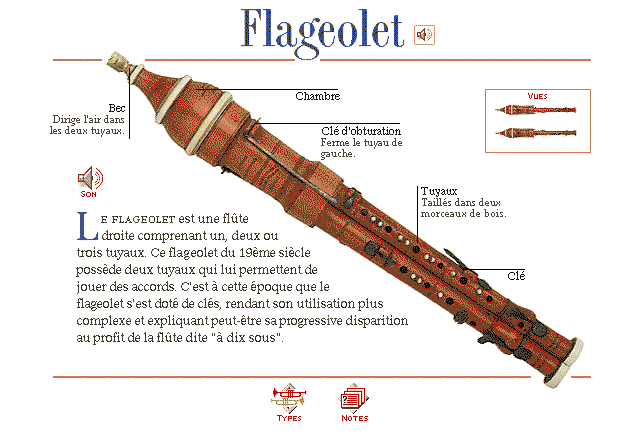 Flageolet
Chambre
Vues
Bec
Dirige l'air dans
les deux tuyaux.
Clé d'obturation
Ferme le tuyau de
gauche.
Son
Tuyaux
Taillés dans deux
morceaux de bois.
Clé
Le flageolet est une flûte
droite comprenant un, deux ou
trois tuyaux. Ce flageolet du 19ème siècle
possède deux tuyaux qui lui permettent de
jouer des accords. C'est à cette époque que le
flageolet s'est doté de clés, rendant son utilisation plus
complexe et expliquant peut-être sa progressive disparition
au profit de la flûte dite "à dix sous".
Types
Notes